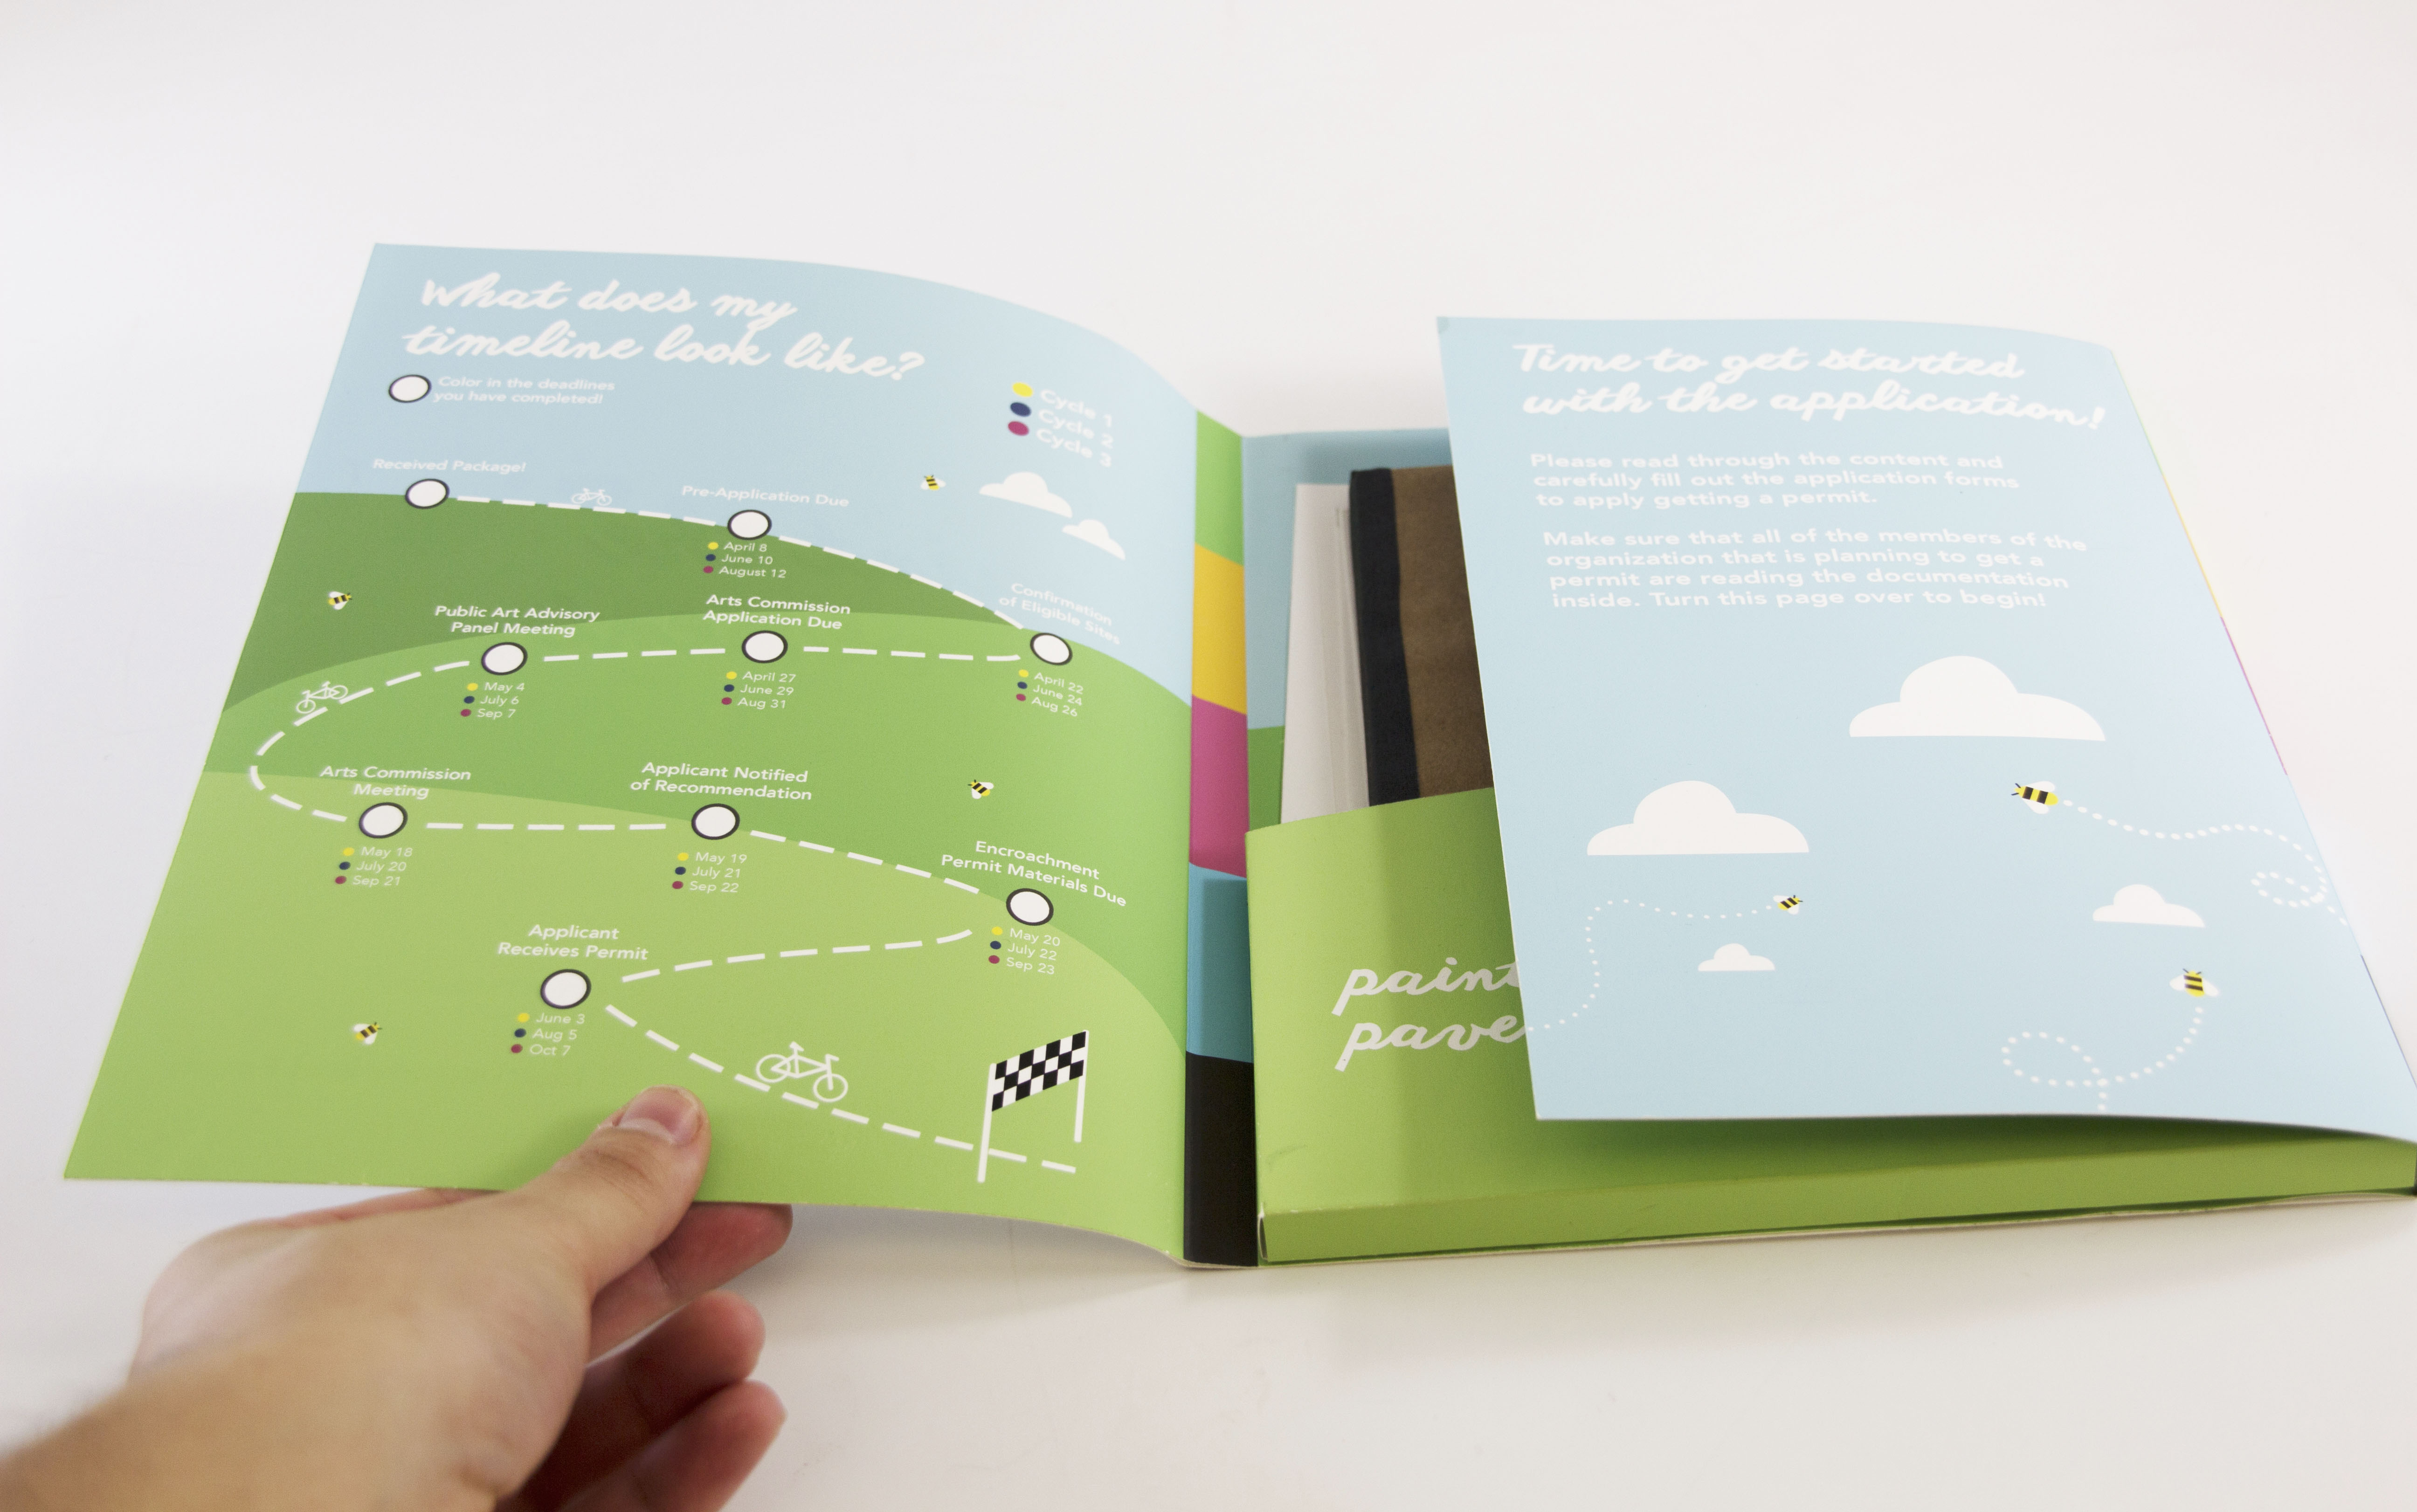 What does my
timeline look like?
Color in the deadlines
you have completed!
Cycle 1
Cycle 2
Cycle 3
Received Package!
Pre-Application Due
April 8
June 10
August 12
Confirmation
of Eligible Sites
April 22
June 24
Aug 26
Arts Commission
Application Due
April 27
June 29
Aug 31
Public Art Advisory
Panel Meeting
May 4
July 6
Sep 7
Arts Commission
Meeting
May 18
July 20
Sep 21
Applicant Notified
of Recommendation
May 19
July 21
Sep 22
Encroachment
Permit Materials Due
May 20
July 22
Sep 23
Applicant
Receives Permit
June 3
Aug 5
Oct 7
paint
pave
Time to get started
with the application!
Please read through the content and
carefully fill out the application forms
to apply getting a permit.
Make sure that all of the members of the
organization that is planning to get a
permit are reading the documentation
inside. Turn this page over to begin!